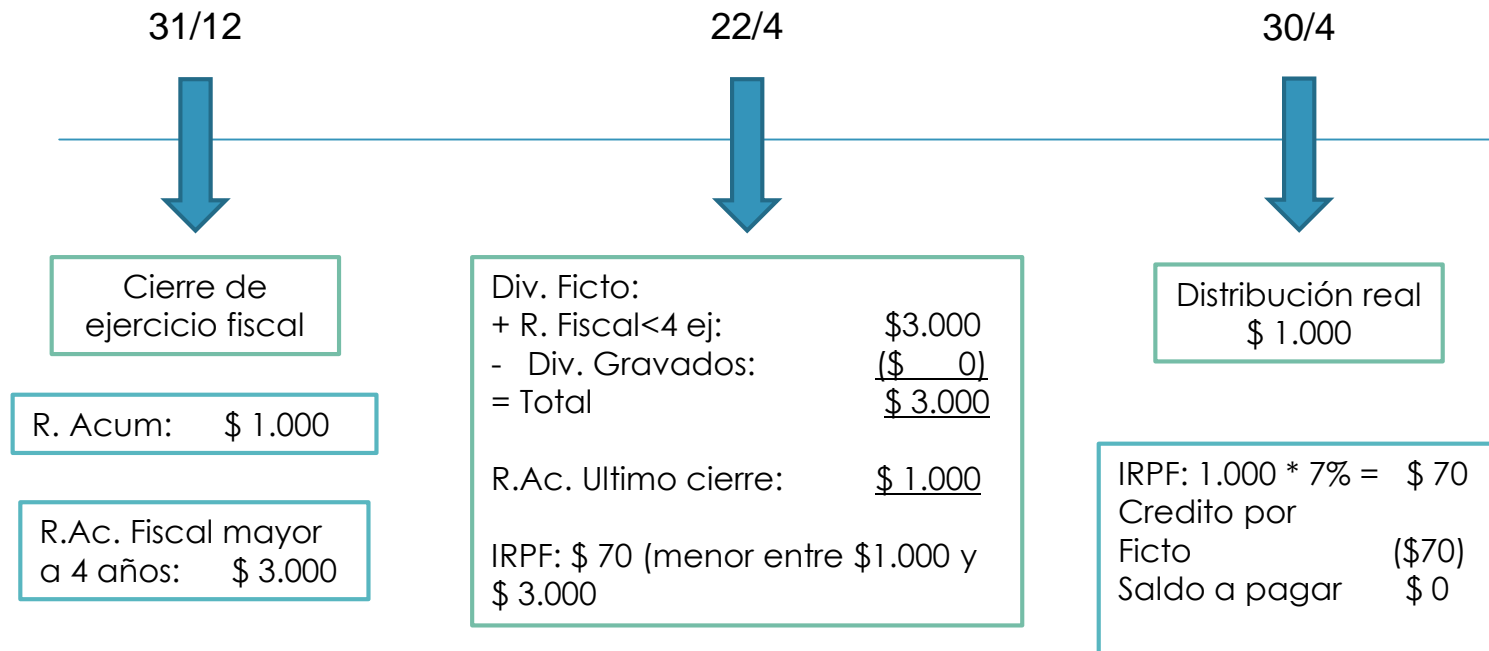 31/12
22/4
30/4
Cierre de
ejercicio fiscal
R. Acum: $ 1.000
R.Ac. Fiscal mayor
a 4 años: $ 3.000
Div. Ficto:
+ R. Fiscal<4 ej: $3.000
- Div. Gravados: ($ 0)
= Total $ 3.000
R.Ac. Ultimo cierre: $ 1.000
IRPF: $ 70 (menor entre $1.000 y
$ 3.000
Distribución real
$ 1.000
IRPF: 1.000 * 7% = $ 70
Credito por
Ficto ($70)
Saldo a pagar $ 0